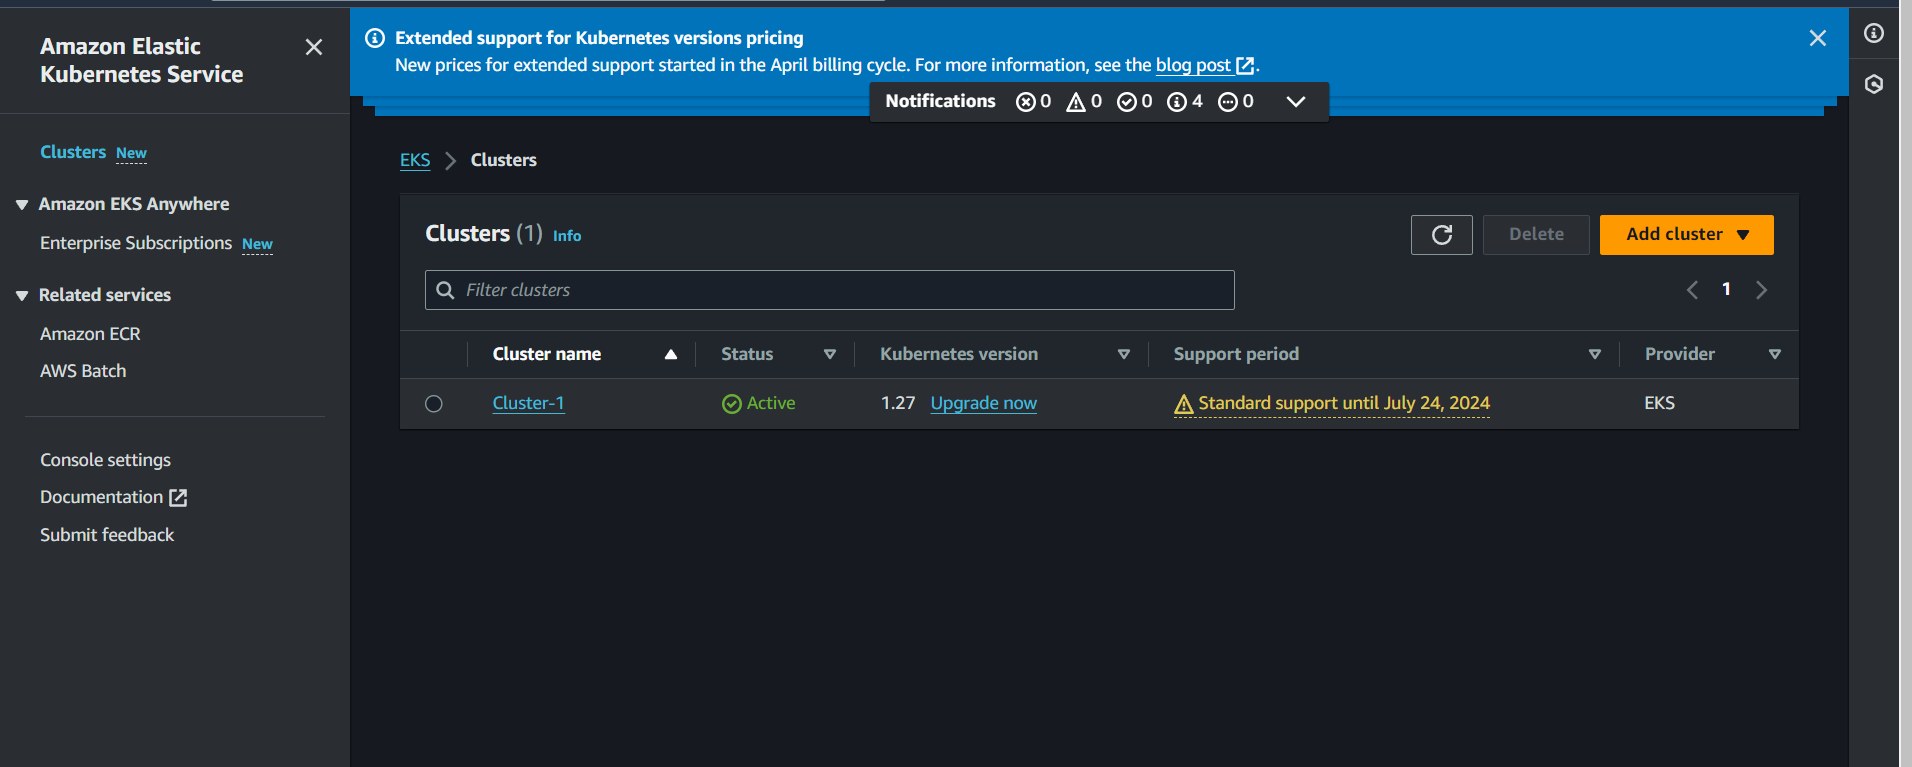 Amazon Elastic
Kubernetes Service
Clusters New
Amazon EKS Anywhere
Enterprise Subscriptions New
Related services
Amazon ECR
AWS Batch
Console settings
Documentation
Submit feedback
Extended support for Kubernetes versions pricing
New prices for extended support started in the April billing cycle. For more information, see the blog post.
Notifications 0 0 0 4 0
EKS Clusters
Clusters (1) Info
Delete
Add cluster
Filter clusters
1
Cluster name Status Kubernetes version Support period Provider
Cluster-1 Active 1.27 Upgrade now Standard support until July 24, 2024 EKS